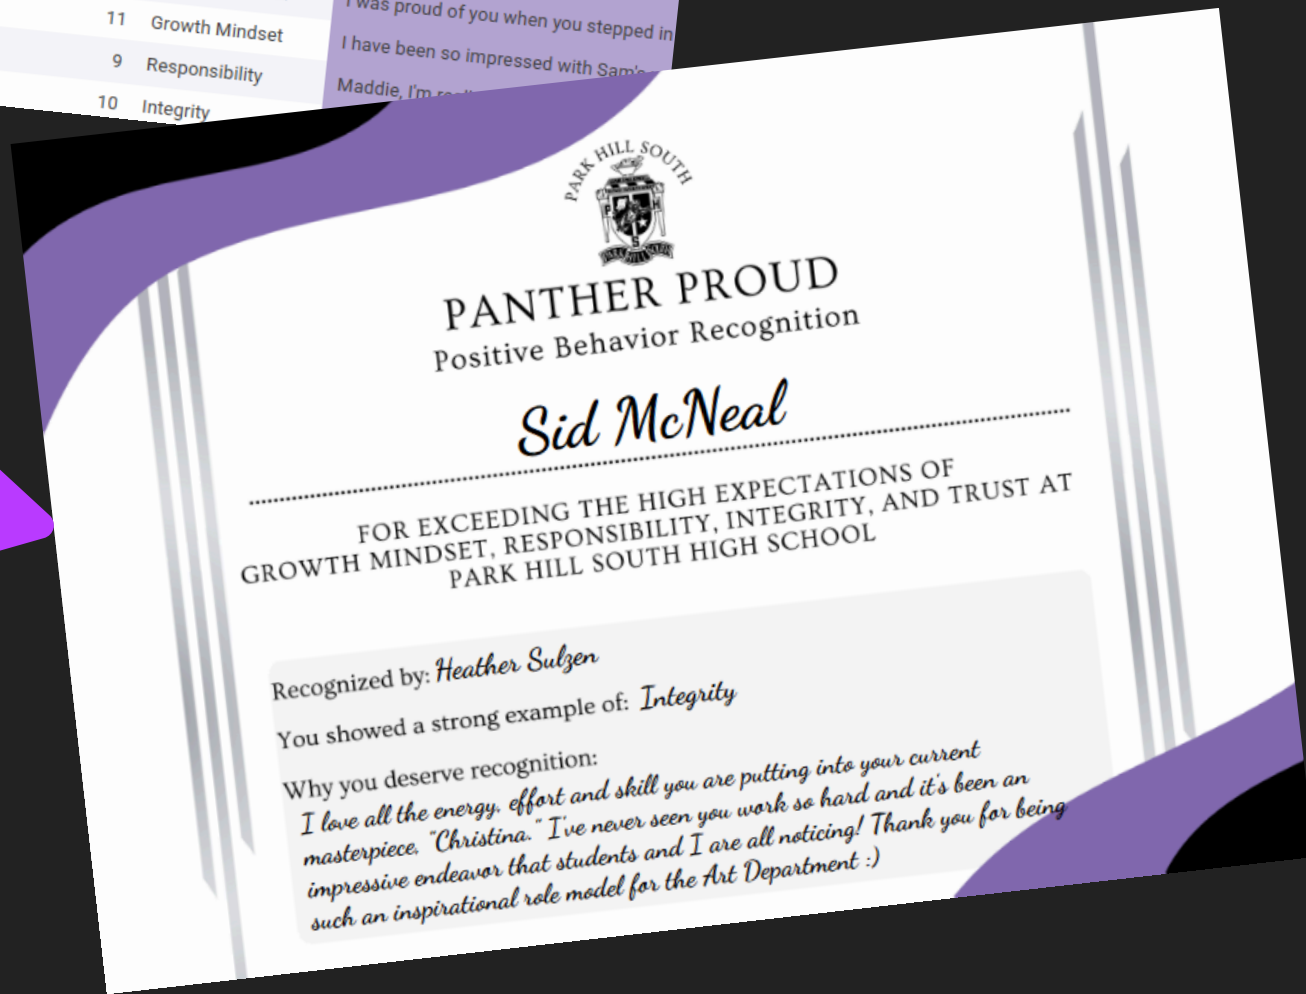 11 Growth Mindset
I was proud of you when you stepped in
9 Responsibility
I have been so impressed with Sam's
10 Integrity
Maddie, I'm
PARK HILL SOUTH
P H
S
PARK HILL SOUTH
PANTHER PROUD
Positive Behavior Recognition
Sid McNeal
FOR EXCEEDING THE HIGH EXPECTATIONS OF
GROWTH MINDSET, RESPONSIBILITY, INTEGRITY, AND TRUST AT
PARK HILL SOUTH HIGH SCHOOL
Recognized by: Heather Sulzen
You showed a strong example of: Integrity
Why you deserve recognition:
I love all the energy, effort and skill you are putting into your current
masterpiece, "Christina." I've never seen you work so hard and it's been an
impressive endeavor that students and I are all noticing! Thank you for being
such an inspirational role model for the Art Department :)